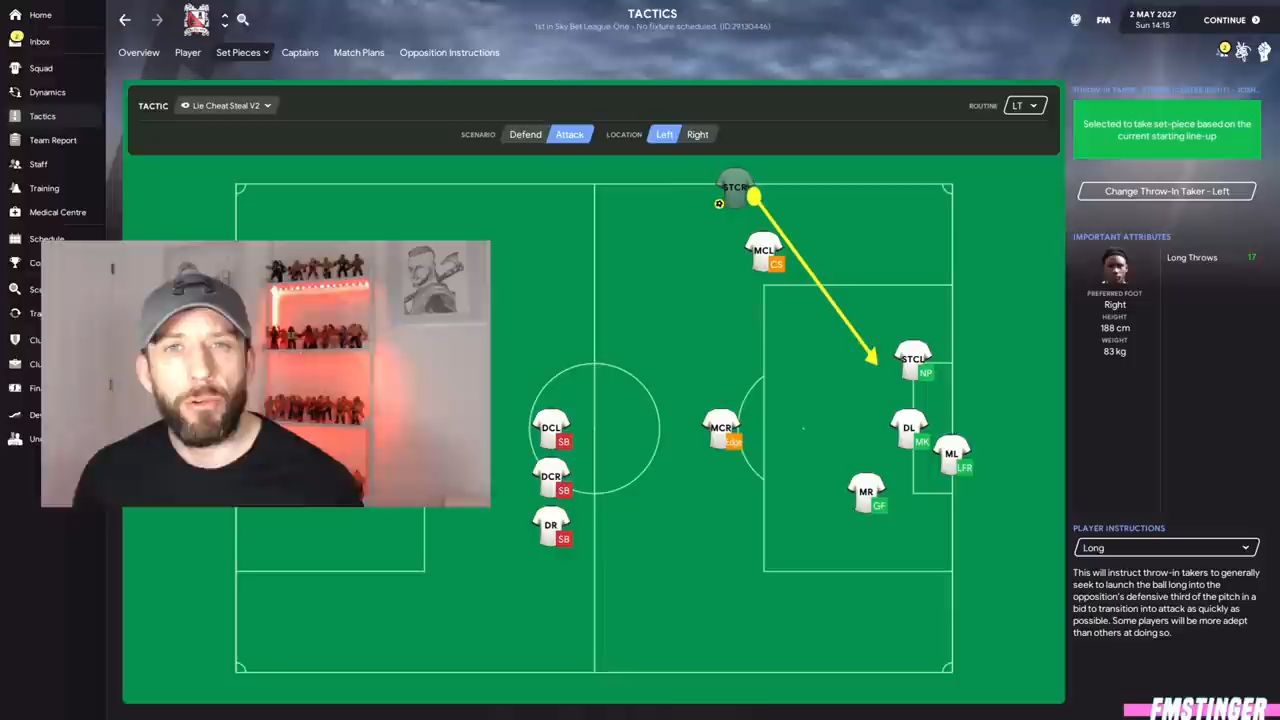 Home
2
Inbox
Squad
Dynamics
Tactics
Team Report
Staff
Training
Medical Centre
Schedule
TACTICS
1st in Sky Bet League One - No fixture scheduled. (ID:29130446)
FM
2 MAY 2027
Sun 14:15
CONTINUE
2
Overview
Player
Set Pieces
Captains
Match Plans
Opposition Instructions
TACTIC
Lie Cheat Steal V2
ROUTINE
LT
SCENARIO
Defend
Attack
LOCATION
Left
Right
STCR
MCL
CS
STCL
NP
DCL
SB
MCR
Edge
DL
MK
ML
LFR
DCR
SB
MR
GF
DR
SB
Selected to take set-piece based on the
current starting line-up
Change Throw-In Taker - Left
IMPORTANT ATTRIBUTES
Long Throws 17
PREFERRED FOOT
Right
HEIGHT
188 cm
WEIGHT
83 kg
PLAYER INSTRUCTIONS
Long
This will instruct throw-in takers to generally
seek to launch the ball long into the
opposition's defensive third of the pitch in a
bid to transition into attack as quickly as
possible. Some players will be more adept
than others at doing so.
FMSTINGER